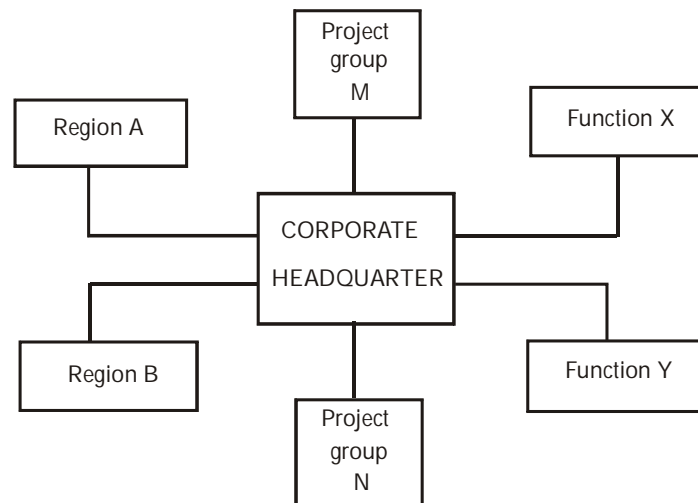 Project
group
M
Region A
Function X
CORPORATE
HEADQUARTER
Region B
Function Y
Project
group
N